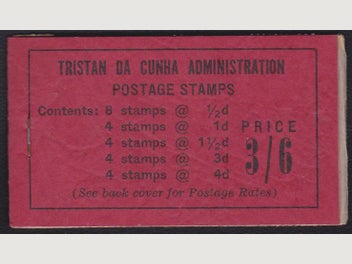 TRISTAN DA CUNHA ADMINISTRATION
POSTAGE STAMPS
Contents: 8 stamps @ ½d
4 stamps @ 1d
4 stamps @ 1½d
4 stamps @ 3d
4 stamps @ 4d
PRICE
3/6
(See back cover for Postage Rates)